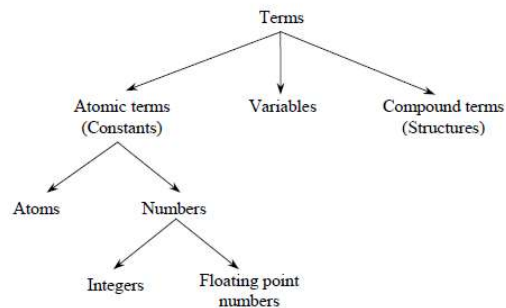 Terms
Atomic terms
(Constants)
Variables
Compound terms
(Structures)
Atoms
Numbers
Integers
Floating point
numbers